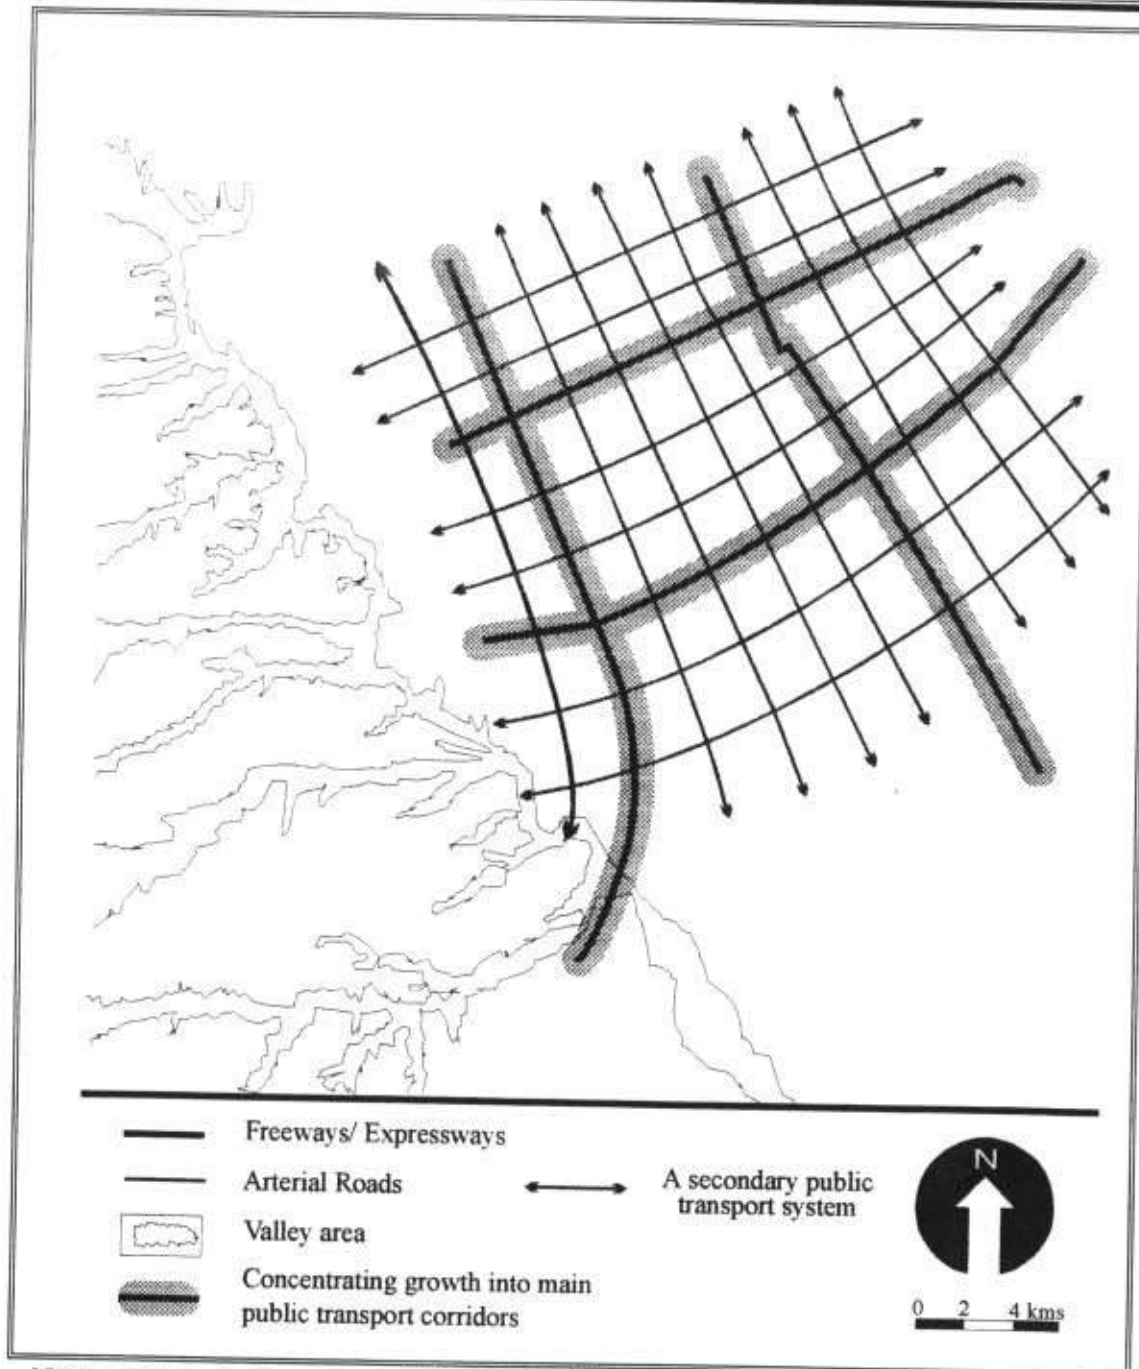 Freeways/ Expressways
Arterial Roads
A secondary public
transport system
Valley area
Concentrating growth into main
public transport corridors
N
0 2 4 kms